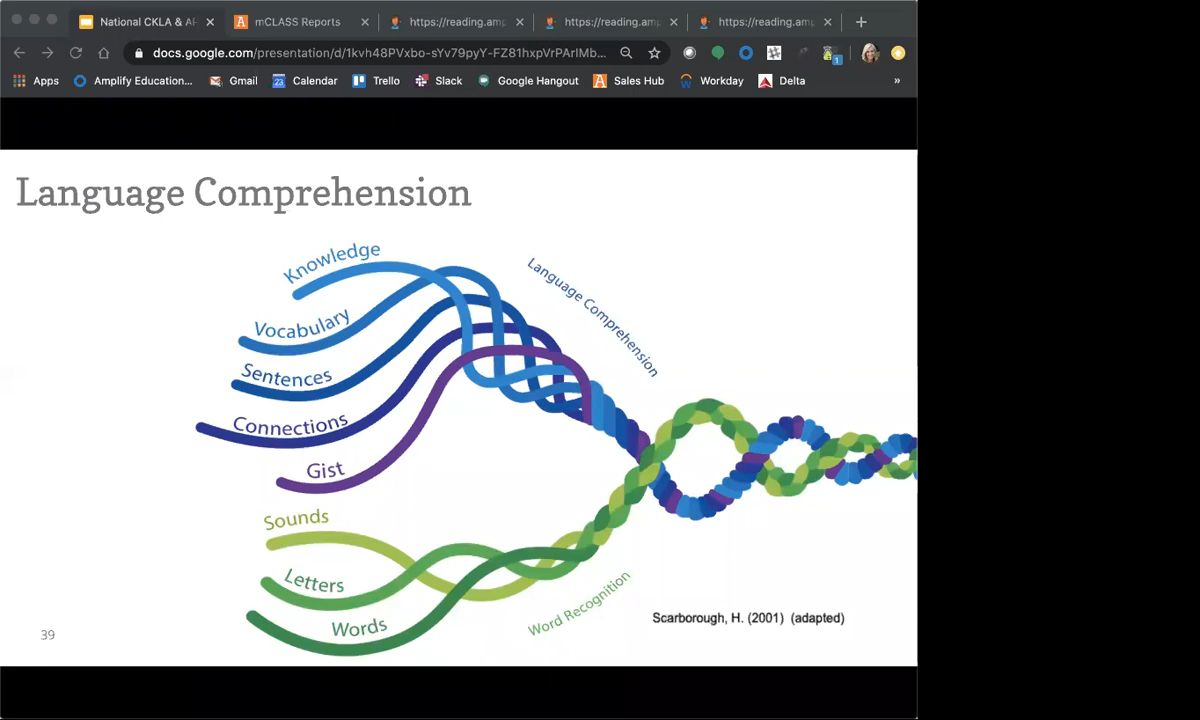 National CKLA & AR
mCLASS Reports
https://reading.amp
https://reading.amp
https://reading.amp
docs.google.com/presentation/d/1kvh48PVxbo-sYv79pyY-FZ81hxpVrPArIMb...
Apps
Amplify Education...
Gmail
Calendar
Trello
Slack
Google Hangout
Sales Hub
Workday
Delta
»
Language Comprehension
Knowledge
Vocabulary
Sentences
Connections
Gist
Language Comprehension
Sounds
Letters
Words
Word Recognition
Scarborough, H. (2001) (adapted)
39